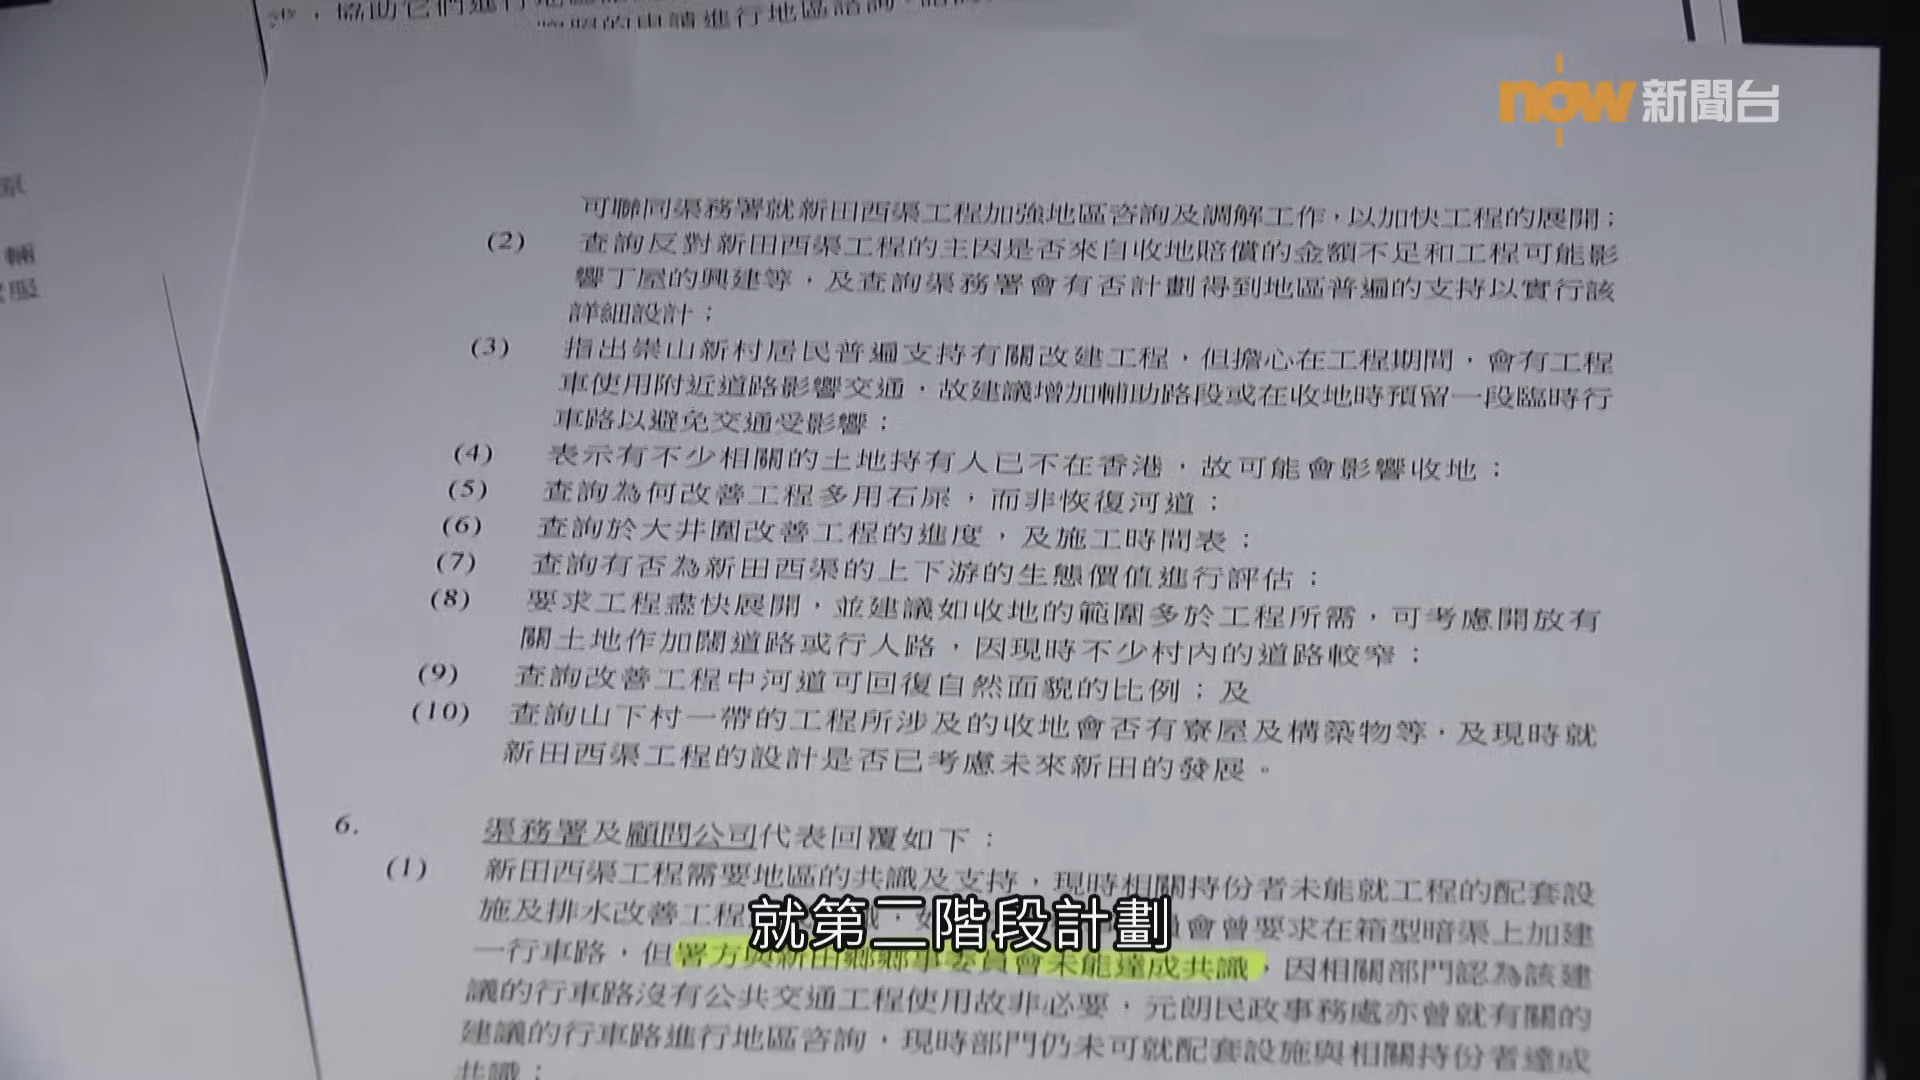 協助它們進行地區
的申請進行地區諮詢
now 新聞台
可聯同渠務署就新田西渠工程加強地區咨詢及調解工作，以加快工程的展開；
(2) 查詢反對新田西渠工程的主因是否來自收地賠償的金額不足和工程可能影
響丁屋的興建等，及查詢渠務署會有否計劃得到地區普遍的支持以實行該
詳細設計；
(3) 指出崇山新村居民普遍支持有關改建工程，但擔心在工程期間，會有工程
車使用附近道路影響交通，故建議增加輔助路段或在收地時預留一段臨時行
車路以避免交通受影響；
(4) 表示有不少相關的土地持有人已不在香港，故可能會影響收地；
(5) 查詢為何改善工程多用石屎，而非恢復河道；
(6) 查詢於大井圍改善工程的進度，及施工時間表；
(7) 查詢有否為新田西渠的上下游的生態價值進行評估；
(8) 要求工程盡快展開，並建議如收地的範圍多於工程所需，可考慮開放有
關土地作加闊道路或行人路，因現時不少村內的道路較窄；
(9) 查詢改善工程中河道可回復自然面貌的比例；及
(10) 查詢山下村一帶的工程所涉及的收地會否有寮屋及構築物等，及現時就
新田西渠工程的設計是否已考慮未來新田的發展。
6. 渠務署及顧問公司代表回覆如下：
(1) 新田西渠工程需要地區的共識及支持，現時相關持份者未能就工程的配套設
施及排水改善工程
會曾要求在箱型暗渠上加建
就第二階段計劃
一行車路，但署方與新田鄉鄉事委員會未能達成共識，因相關部門認為該建
議的行車路沒有公共交通工程使用故非必要，元朗民政事務處亦曾就有關的
建議的行車路進行地區咨詢，現時部門仍未可就配套設施與相關持份者達成
共識；